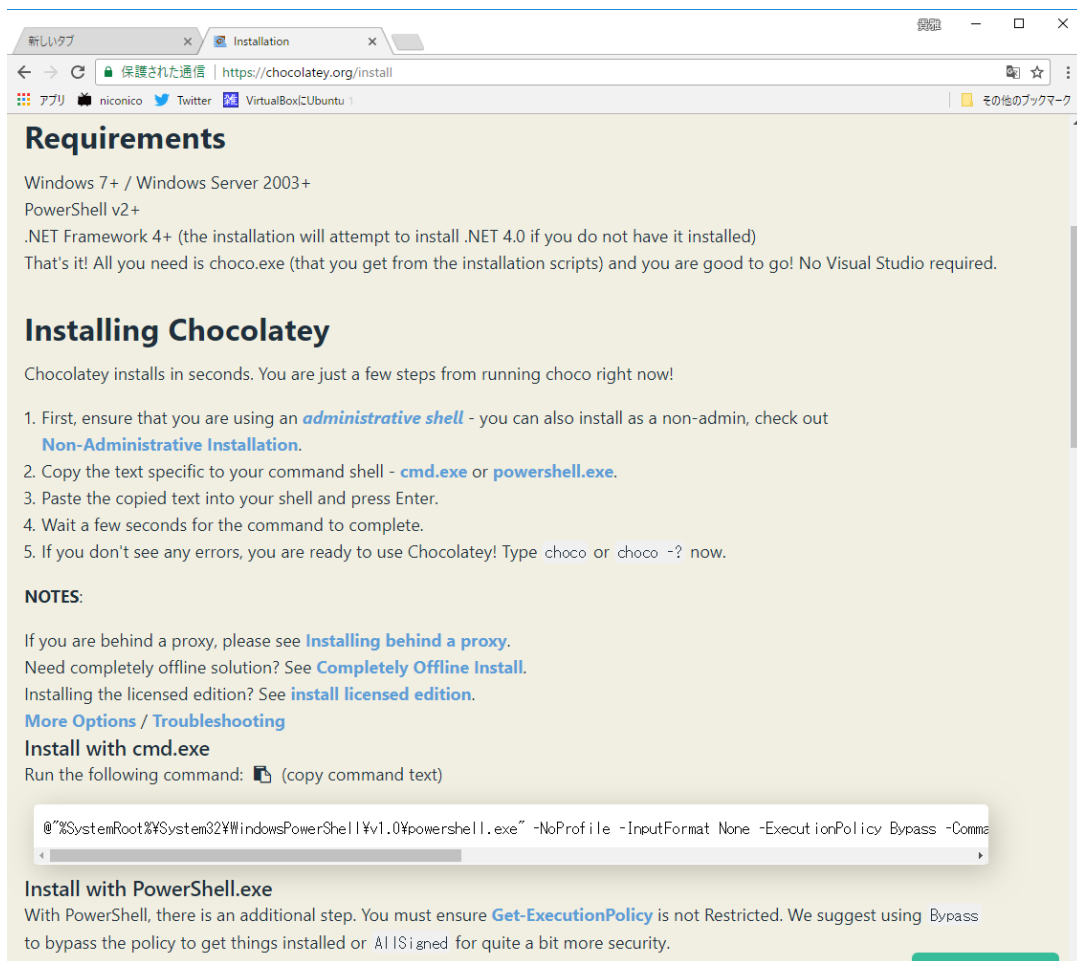 新しいタブ
Installation
保護された通信 https://chocolatey.org/install
アプリ niconico Twitter VirtualBoxにUbuntu 1
その他のブックマーク
Requirements
Windows 7+ / Windows Server 2003+
PowerShell v2+
.NET Framework 4+ (the installation will attempt to install .NET 4.0 if you do not have it installed)
That's it! All you need is choco.exe (that you get from the installation scripts) and you are good to go! No Visual Studio required.
Installing Chocolatey
Chocolatey installs in seconds. You are just a few steps from running choco right now!
1. First, ensure that you are using an administrative shell - you can also install as a non-admin, check out
Non-Administrative Installation.
2. Copy the text specific to your command shell - cmd.exe or powershell.exe.
3. Paste the copied text into your shell and press Enter.
4. Wait a few seconds for the command to complete.
5. If you don't see any errors, you are ready to use Chocolatey! Type choco or choco -? now.
NOTES:
If you are behind a proxy, please see Installing behind a proxy.
Need completely offline solution? See Completely Offline Install.
Installing the licensed edition? See install licensed edition.
More Options / Troubleshooting
Install with cmd.exe
Run the following command: (copy command text)
@"%SystemRoot%¥System32¥WindowsPowerShell¥v1.0¥powershell.exe" -NoProfile -InputFormat None -ExecutionPolicy Bypass -Comma
Install with PowerShell.exe
With PowerShell, there is an additional step. You must ensure Get-ExecutionPolicy is not Restricted. We suggest using Bypass
to bypass the policy to get things installed or AllSigned for quite a bit more security.